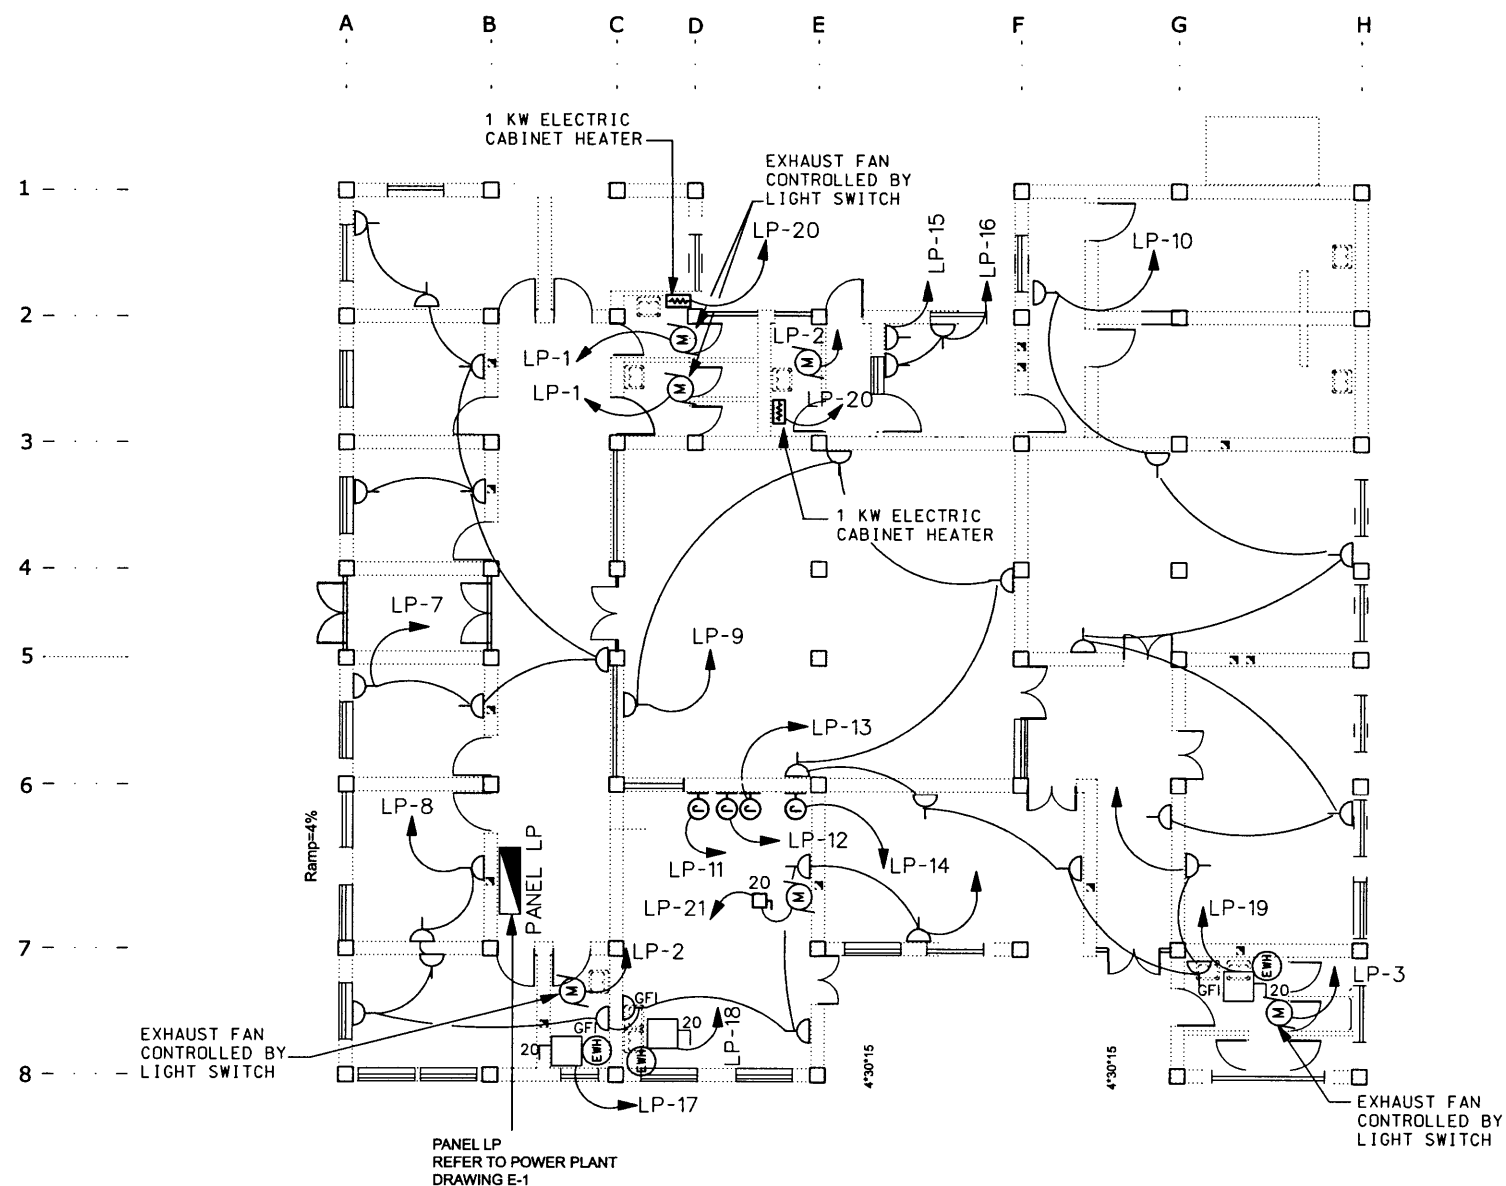 A B C D E F G H
1 KW ELECTRIC
CABINET HEATER
EXHAUST FAN
CONTROLLED BY
LIGHT SWITCH
1
LP-20
LP-15
LP-16
LP-10
2
LP-1
M
LP-2
M
LP-1
M
LP-20
3
1 KW ELECTRIC
CABINET HEATER
4
LP-7
LP-9
5
LP-13
6
LP-8
J J J J
LP-12
LP-11
LP-14
Ramp=4%
PANEL LP
20
M
LP-21
LP-19
7
LP-2
M
EWH
GFI
20
LP-3
M
GFI
20
LP-18
EXHAUST FAN
CONTROLLED BY
LIGHT SWITCH
GFI
20
EWH
EWH
4*30*15
4*30*15
8
LP-17
EXHAUST FAN
CONTROLLED BY
LIGHT SWITCH
PANEL LP
REFER TO POWER PLANT
DRAWING E-1